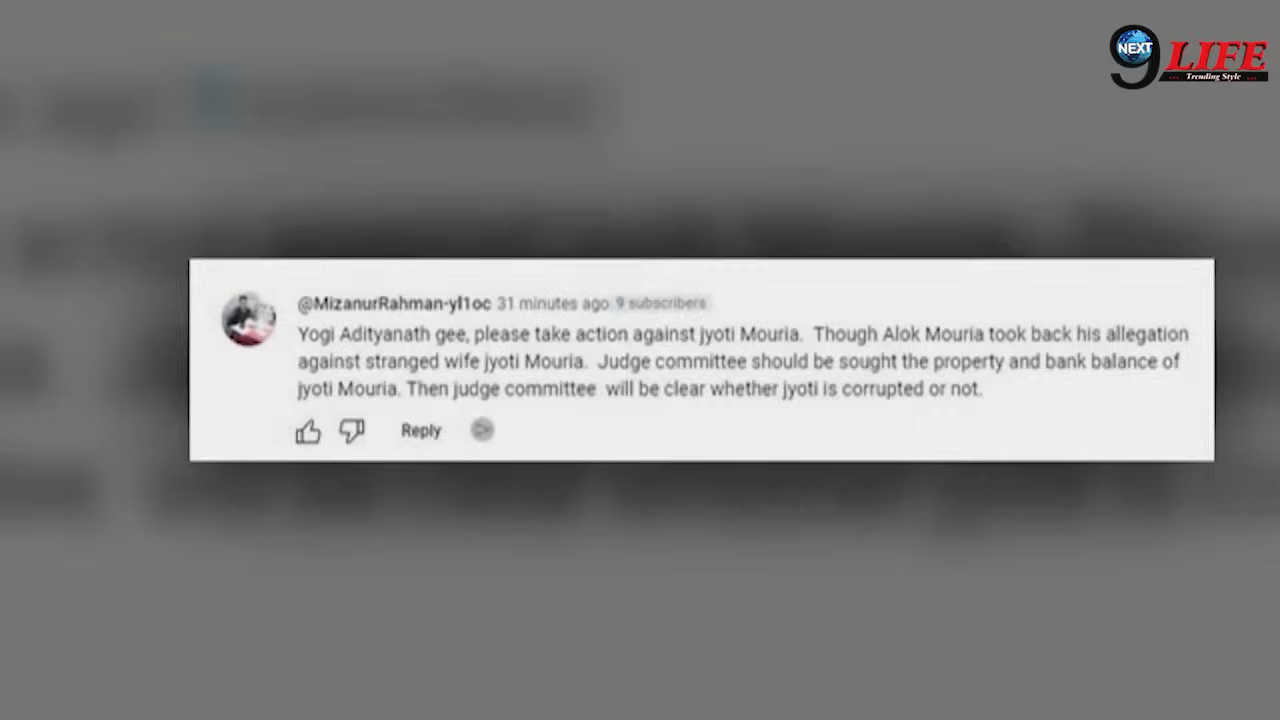 NEXT
9 LIFE
Trending Style
@MizanurRahman-yl1oc 31 minutes ago 9 subscribers
Yogi Adityanath gee, please take action against jyoti Mouria. Though Alok Mouria took back his allegation
against stranged wife jyoti Mouria. Judge committee should be sought the property and bank balance of
jyoti Mouria. Then judge committee will be clear whether jyoti is corrupted or not.
Reply